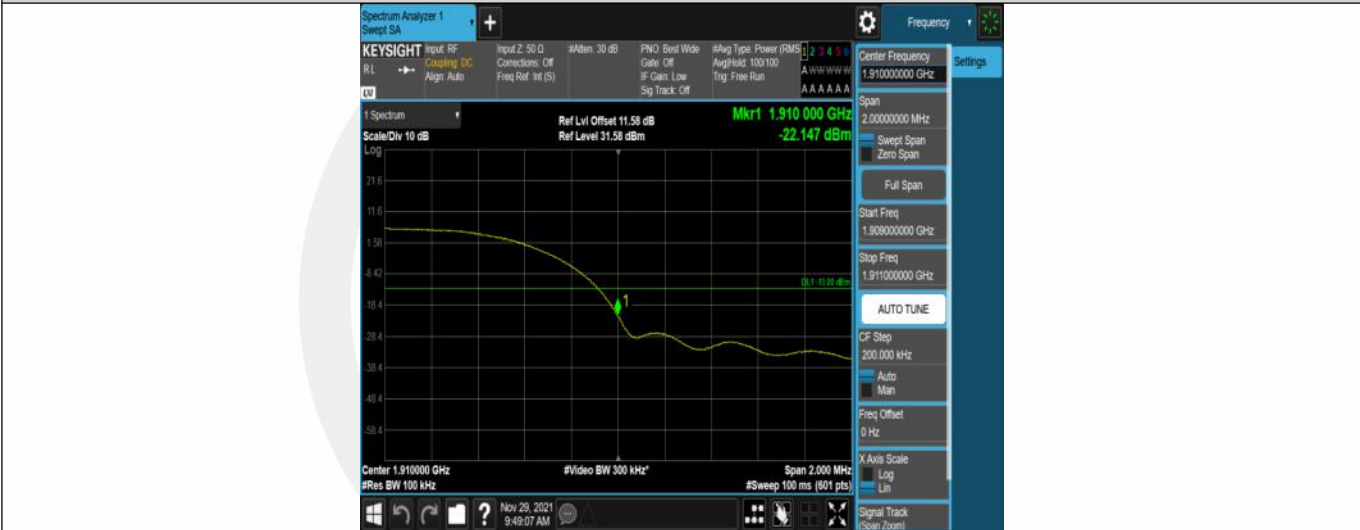 Spectrum Analyzer 1
Swept SA
+
Frequency
KEYSIGHT
RL
LXI
Input: RF
Coupling: DC
Align: Auto
Input Z: 50 Ω
Corrections: Off
Freq Ref: Int (S)
#Atten: 30 dB
PNO: Best Wide
Gate: Off
IF Gain: Low
Sig Track: Off
#Avg Type: Power (RMS
Avg|Hold: 100/100
Trig: Free Run
1 2 3 4 5 6
A W W W W W
A A A A A A
1 Spectrum
Scale/Div 10 dB
Log
Ref Lvl Offset 11.58 dB
Ref Level 31.58 dBm
Mkr1 1.910 000 GHz
-22.147 dBm
21.6
11.6
1.58
-8.42
-18.4
-28.4
-38.4
-48.4
-58.4
DL1 -13.00 dBm
1
Center 1.910000 GHz
#Res BW 100 kHz
#Video BW 300 kHz*
Span 2.000 MHz
#Sweep 100 ms (601 pts)
Center Frequency
1.910000000 GHz
Settings
Span
2.00000000 MHz
Swept Span
Zero Span
Full Span
Start Freq
1.909000000 GHz
Stop Freq
1.911000000 GHz
AUTO TUNE
CF Step
200.000 kHz
Auto
Man
Freq Offset
0 Hz
X Axis Scale
Log
Lin
Signal Track
(Span Zoom)
?
Nov 29, 2021
9:49:07 AM